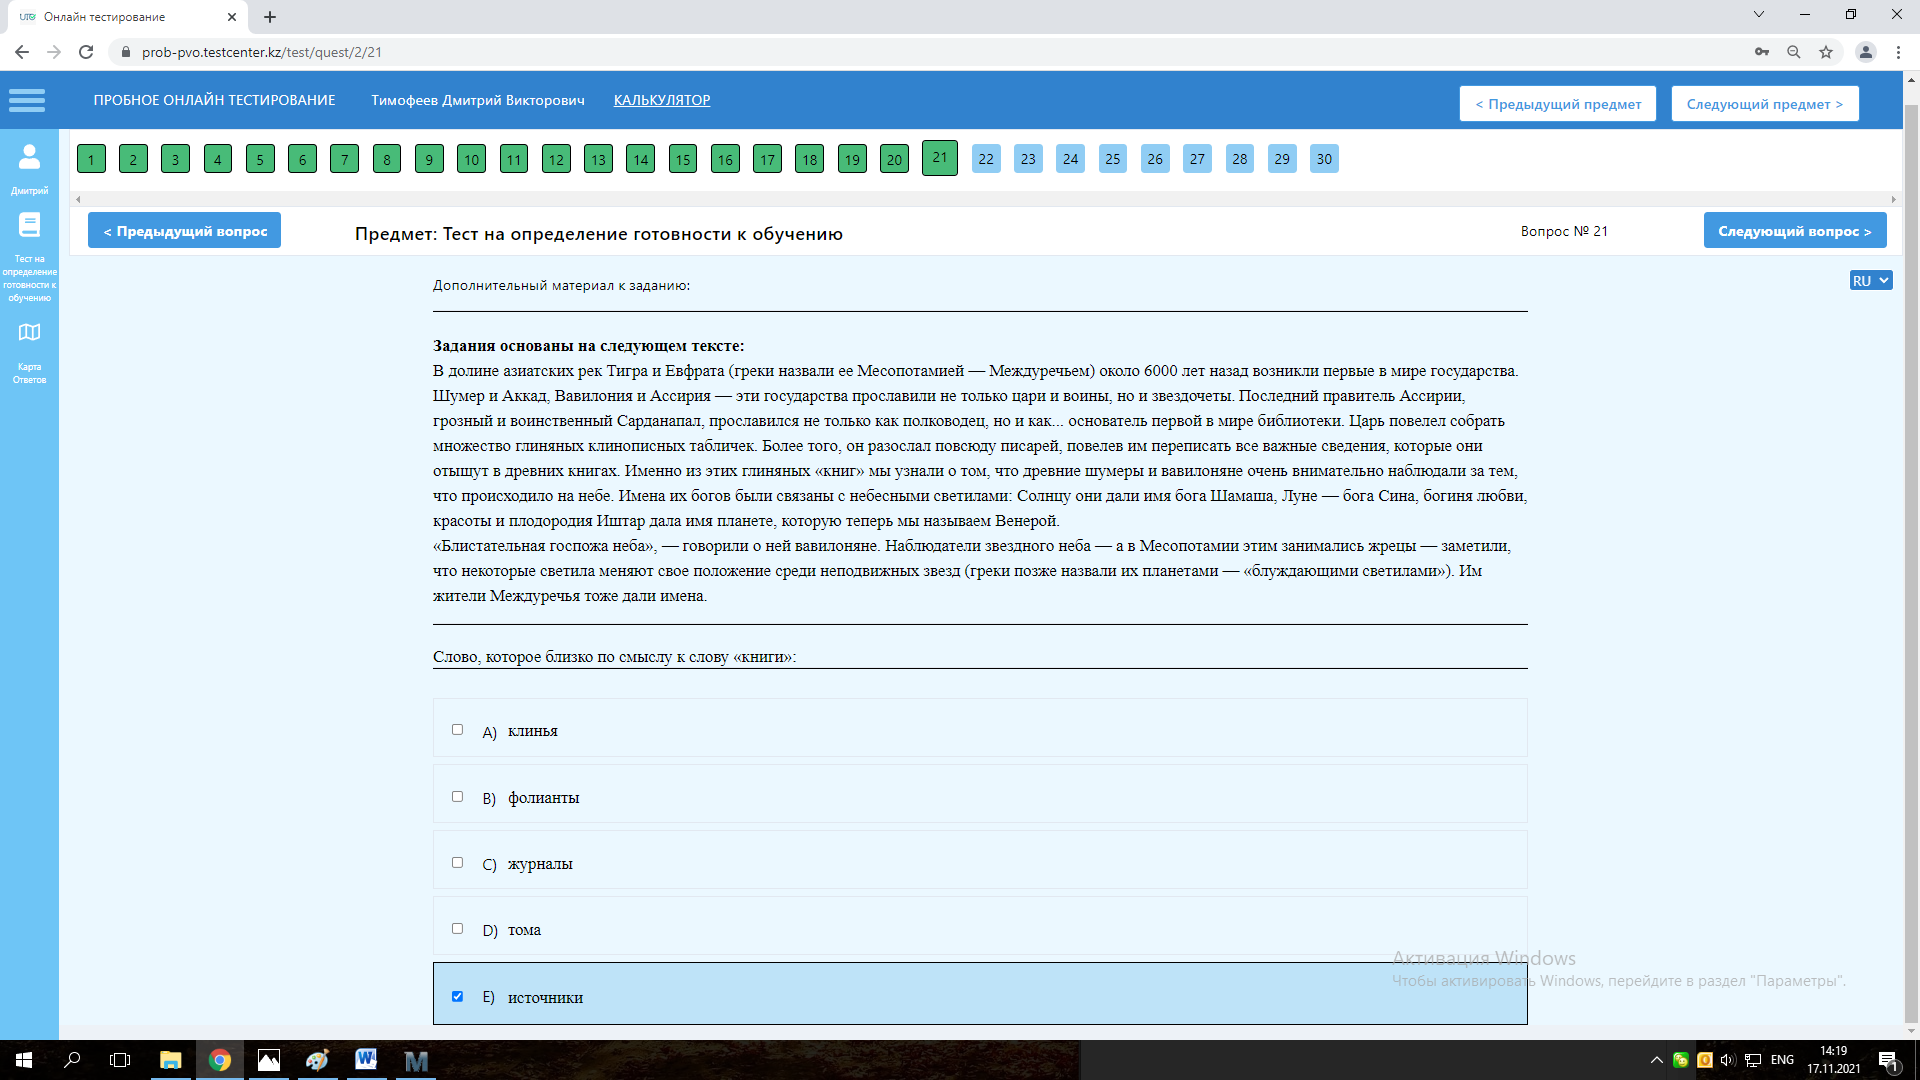 Онлайн тестирование
prob-pvo.testcenter.kz/test/quest/2/21
ПРОБНОЕ ОНЛАЙН ТЕСТИРОВАНИЕ Тимофеев Дмитрий Викторович КАЛЬКУЛЯТОР
< Предыдущий предмет Следующий предмет >
1 2 3 4 5 6 7 8 9 10 11 12 13 14 15 16 17 18 19 20 21 22 23 24 25 26 27 28 29 30
Дмитрий
Тест на
определение
готовности к
обучению
Карта
Ответов
< Предыдущий вопрос Предмет: Тест на определение готовности к обучению Вопрос № 21 Следующий вопрос >
RU
Дополнительный материал к заданию:
Задания основаны на следующем тексте:
В долине азиатских рек Тигра и Евфрата (греки назвали ее Месопотамией — Междуречьем) около 6000 лет назад возникли первые в мире государства.
Шумер и Аккад, Вавилония и Ассирия — эти государства прославили не только цари и воины, но и звездочеты. Последний правитель Ассирии,
грозный и воинственный Сарданапал, прославился не только как полководец, но и как... основатель первой в мире библиотеки. Царь повелел собрать
множество глиняных клинописных табличек. Более того, он разослал повсюду писарей, повелев им переписать все важные сведения, которые они
отыщут в древних книгах. Именно из этих глиняных «книг» мы узнали о том, что древние шумеры и вавилоняне очень внимательно наблюдали за тем,
что происходило на небе. Имена их богов были связаны с небесными светилами: Солнцу они дали имя бога Шамаша, Луне — бога Сина, богиня любви,
красоты и плодородия Иштар дала имя планете, которую теперь мы называем Венерой.
«Блистательная госпожа неба», — говорили о ней вавилоняне. Наблюдатели звездного неба — а в Месопотамии этим занимались жрецы — заметили,
что некоторые светила меняют свое положение среди неподвижных звезд (греки позже назвали их планетами — «блуждающими светилами»). Им
жители Междуречья тоже дали имена.
Слово, которое близко по смыслу к слову «книги»:
A) клинья
B) фолианты
C) журналы
D) тома
E) источники
Активация Windows
Чтобы активировать Windows, перейдите в раздел "Параметры".
ENG
14:19
17.11.2021
1